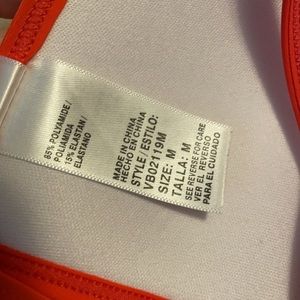 85% POLYAMIDE/
POLIAMIDA
15% ELASTAN/
ELASTANO
MADE IN CHINA
HECHO EN CHINA
STYLE / ESTILO:
VB02119M
SIZE: M
TALLA: M
SEE REVERSE FOR CARE
VER EL REVERSO
PARA EL CUIDADO